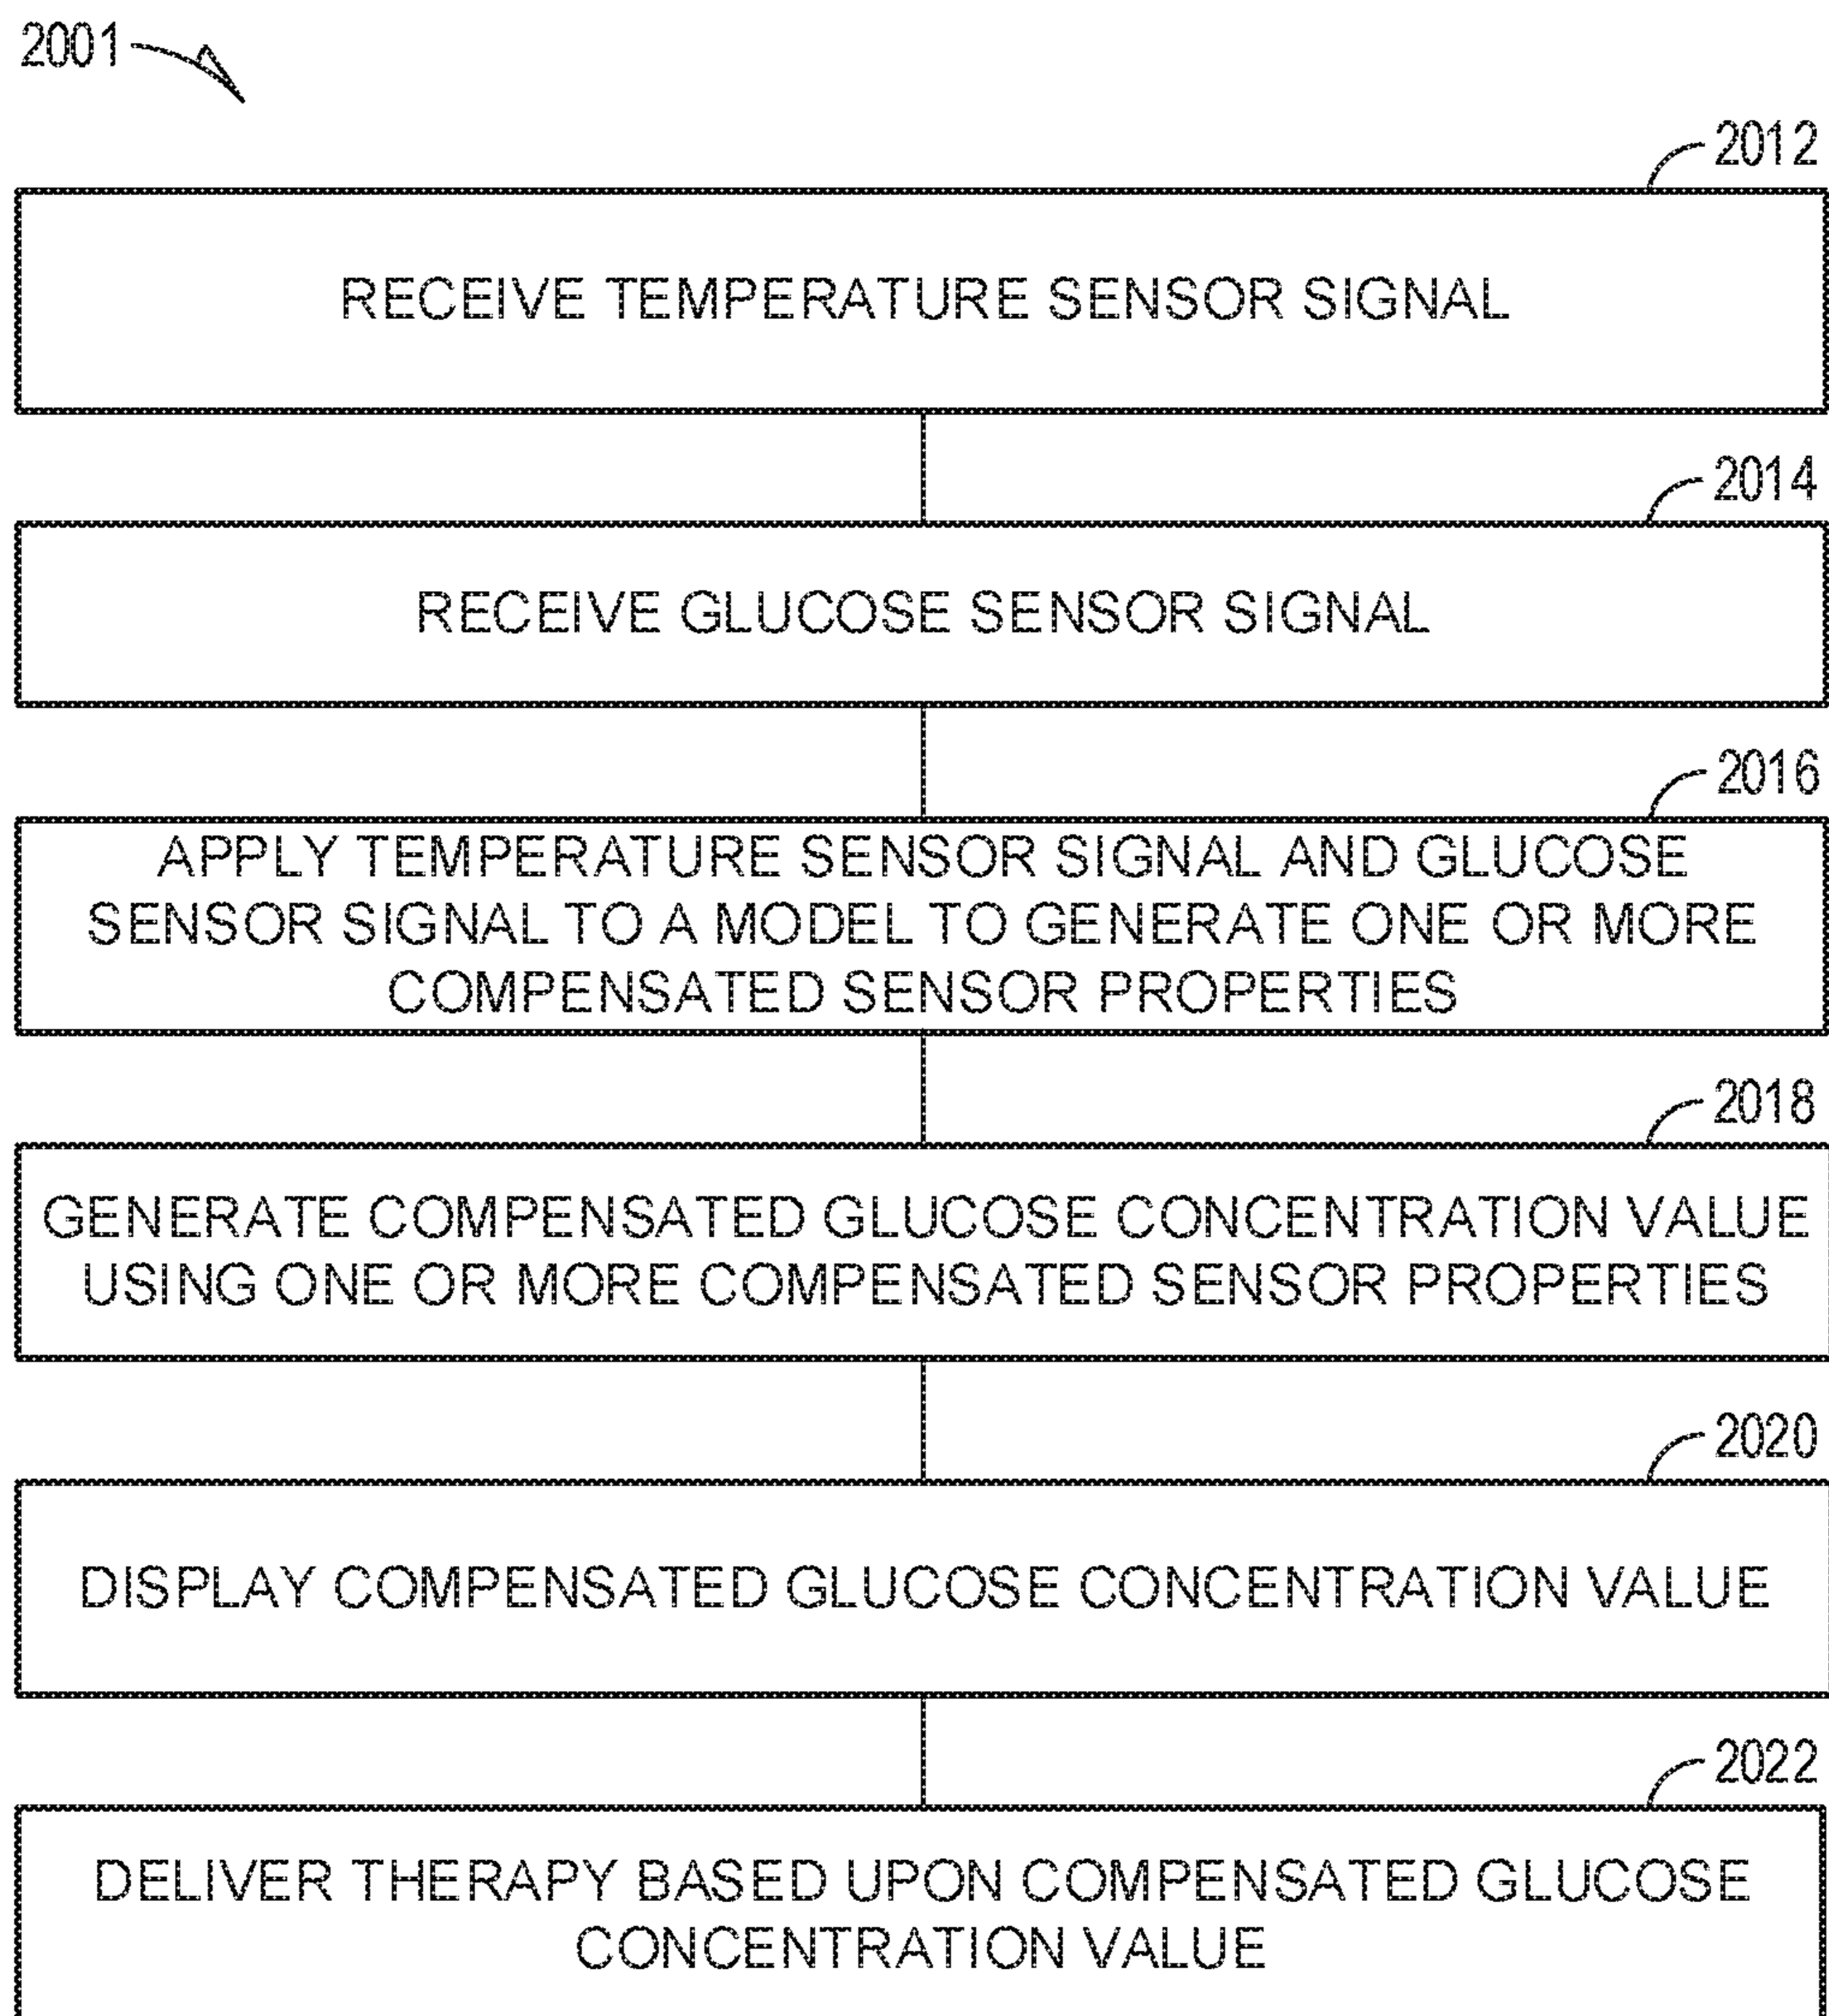 2001
2012
RECEIVE TEMPERATURE SENSOR SIGNAL
2014
RECEIVE GLUCOSE SENSOR SIGNAL
2016
APPLY TEMPERATURE SENSOR SIGNAL AND GLUCOSE
SENSOR SIGNAL TO A MODEL TO GENERATE ONE OR MORE
COMPENSATED SENSOR PROPERTIES
2018
GENERATE COMPENSATED GLUCOSE CONCENTRATION VALUE
USING ONE OR MORE COMPENSATED SENSOR PROPERTIES
2020
DISPLAY COMPENSATED GLUCOSE CONCENTRATION VALUE
2022
DELIVER THERAPY BASED UPON COMPENSATED GLUCOSE
CONCENTRATION VALUE